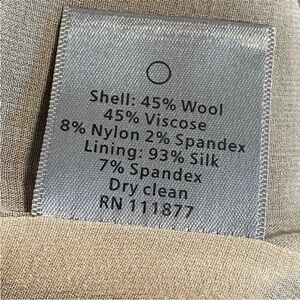 Shell: 45% Wool
45% Viscose
8% Nylon 2% Spandex
Lining: 93% Silk
7% Spandex
Dry clean
RN 111877